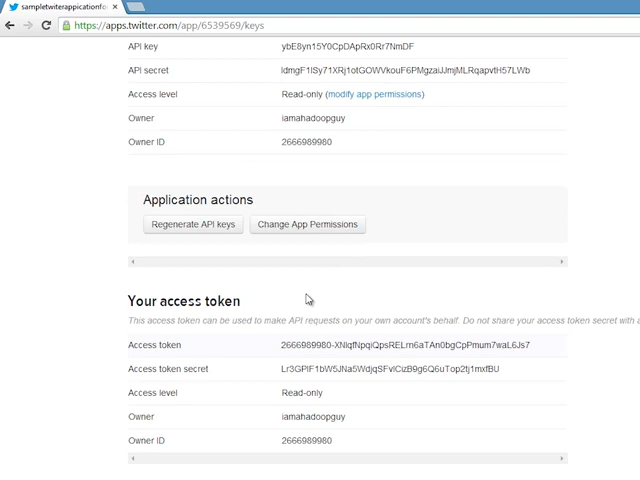 sampletwiterappicationfo
https://apps.twitter.com/app/6539569/keys
API key ybE8yn15Y0CpDApRx0Rr7NmDF
API secret
Access level Read-only (modify app permissions)
Owner iamahadoopguy
Owner ID 2666989980
Application actions
Regenerate API keys Change App Permissions
Your access token
This access token can be used to make API requests on your own account's behalf. Do not share your access token secret with a
Access token
Access token secret
Access level Read-only
Owner iamahadoopguy
Owner ID 2666989980